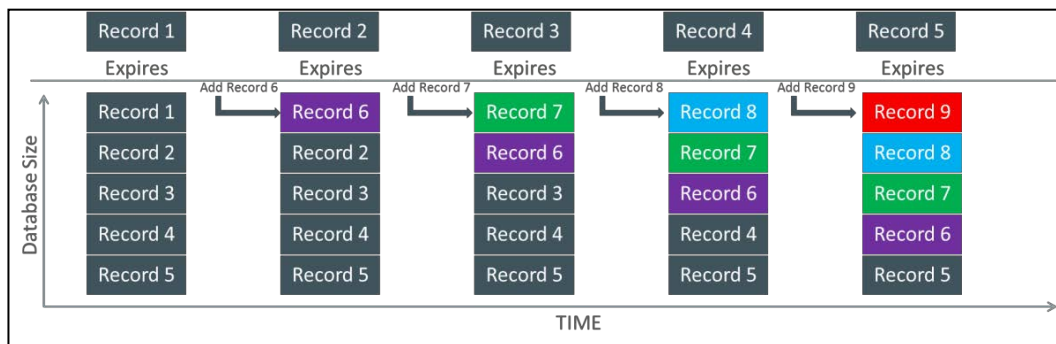 Record 1 Record 2 Record 3 Record 4 Record 5
Expires Expires Expires Expires Expires
Add Record 6 Add Record 7 Add Record 8 Add Record 9
Record 1 Record 6 Record 7 Record 8 Record 9
Record 2 Record 2 Record 6 Record 7 Record 8
Record 3 Record 3 Record 3 Record 6 Record 7
Record 4 Record 4 Record 4 Record 4 Record 6
Record 5 Record 5 Record 5 Record 5 Record 5
Database Size
TIME